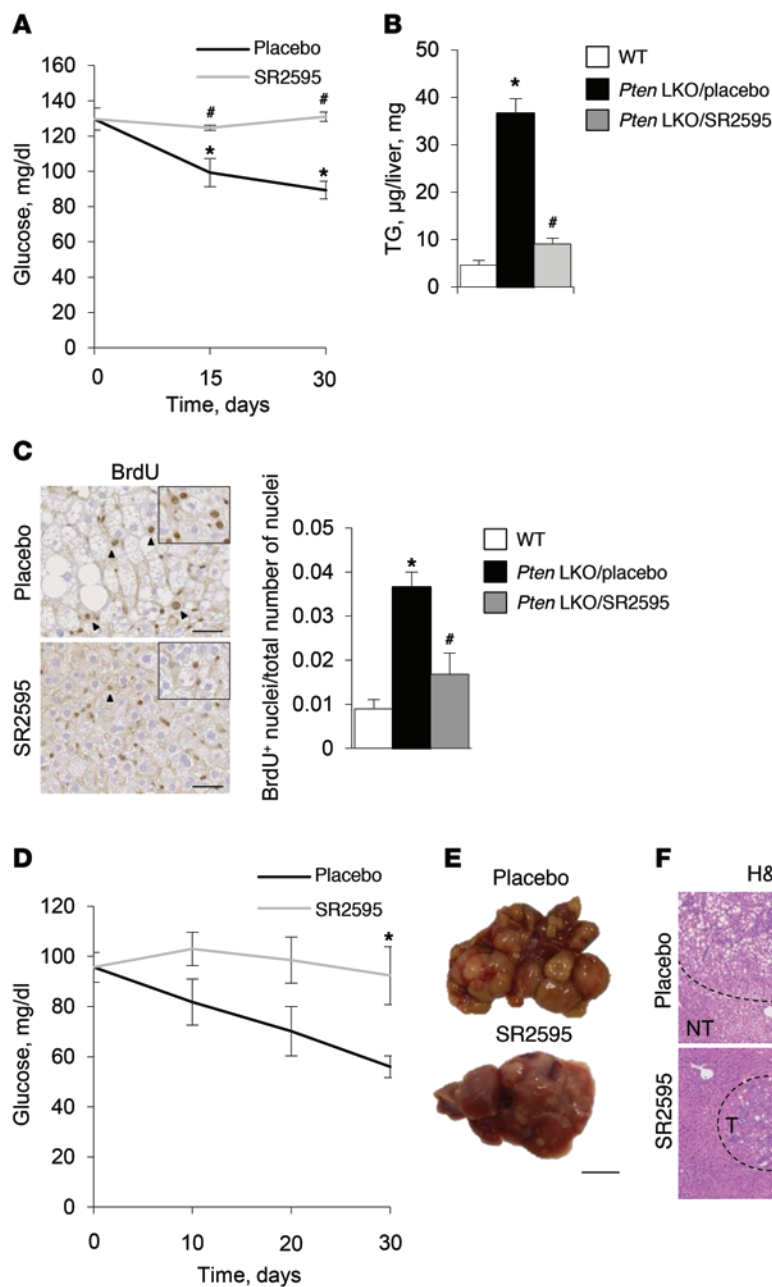 A
Placebo
SR2595
160
140
120
100
80
60
40
20
0
Glucose, mg/dl
#
#
*
*
0
15
30
Time, days
B
50
40
30
20
10
0
TG, µg/liver, mg
*
#
WT
Pten LKO/placebo
Pten LKO/SR2595
C
BrdU
Placebo
SR2595
0.05
0.04
0.03
0.02
0.01
0
BrdU⁺ nuclei/total number of nuclei
*
#
WT
Pten LKO/placebo
Pten LKO/SR2595
D
Placebo
SR2595
120
100
80
60
40
20
0
Glucose, mg/dl
*
0
10
20
30
Time, days
E
Placebo
SR2595
F
H&
Placebo
NT
SR2595
T